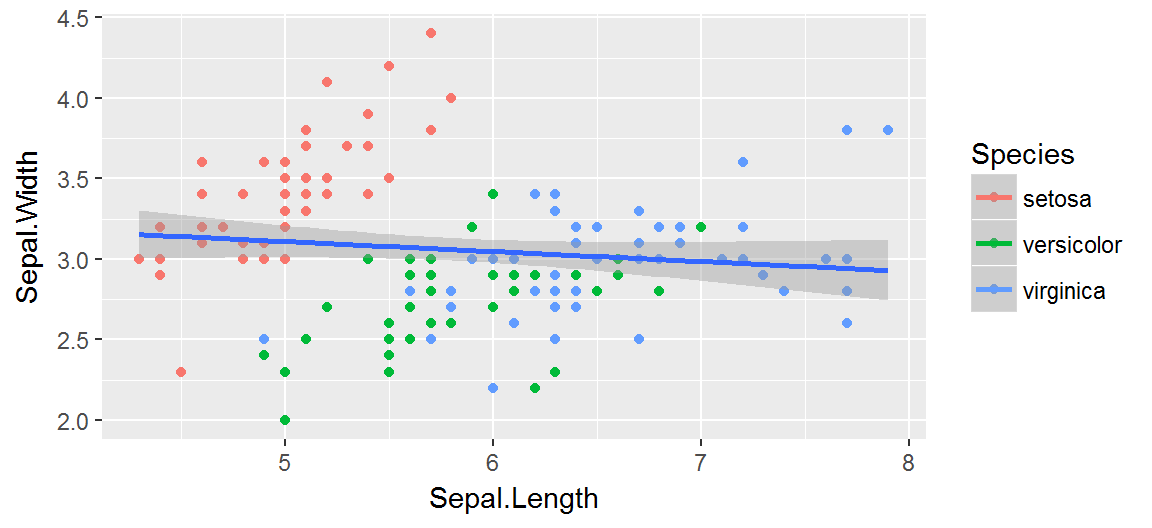 4.5
4.0
3.5
3.0
2.5
2.0
Sepal.Width
5 6 7 8
Sepal.Length
Species
setosa
versicolor
virginica